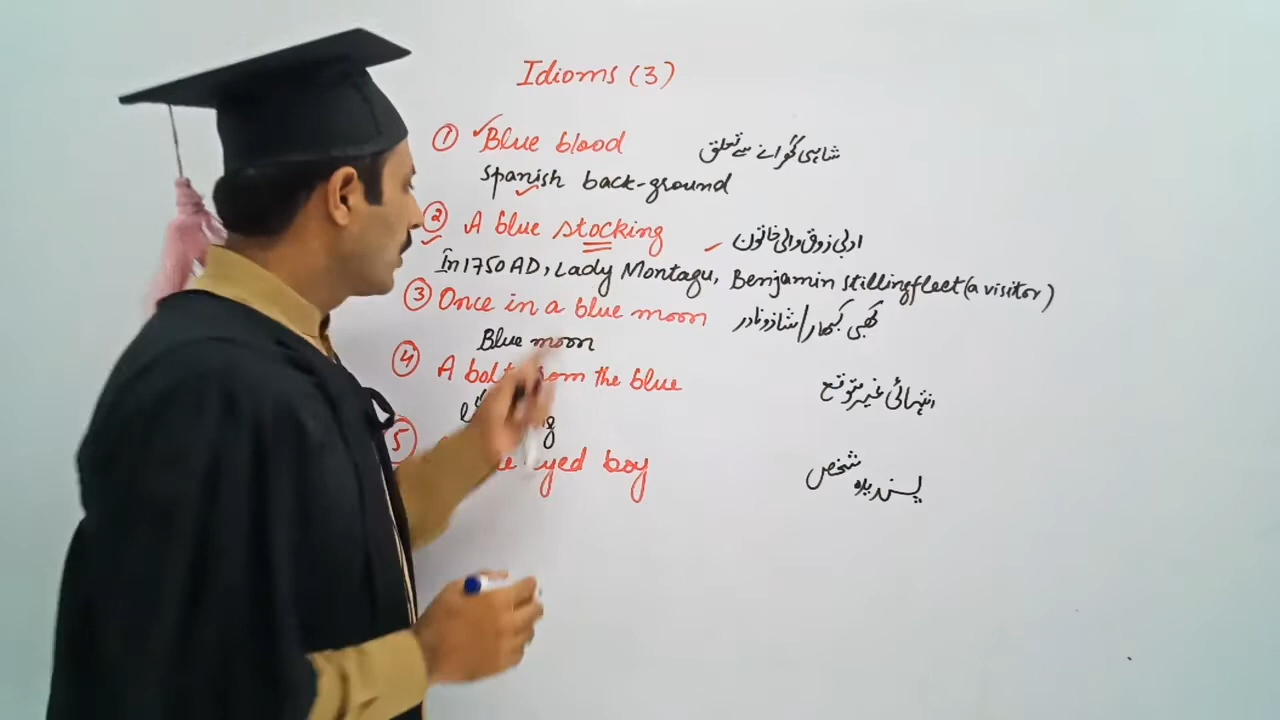 Idioms (3)
① Blue blood شاہی گھرانے سے تعلق
Spanish back-ground
② A blue stocking ادبی ذوق والی خاتون
In 1750 AD, Lady Montagu, Benjamin stillingfleet (a visitor)
③ Once in a blue moon کبھی کبھار/شاذونادر
Blue moon
④ A bolt from the blue انتہائی غیر متوقع
⑤ eyed boy پسندیدہ شخص